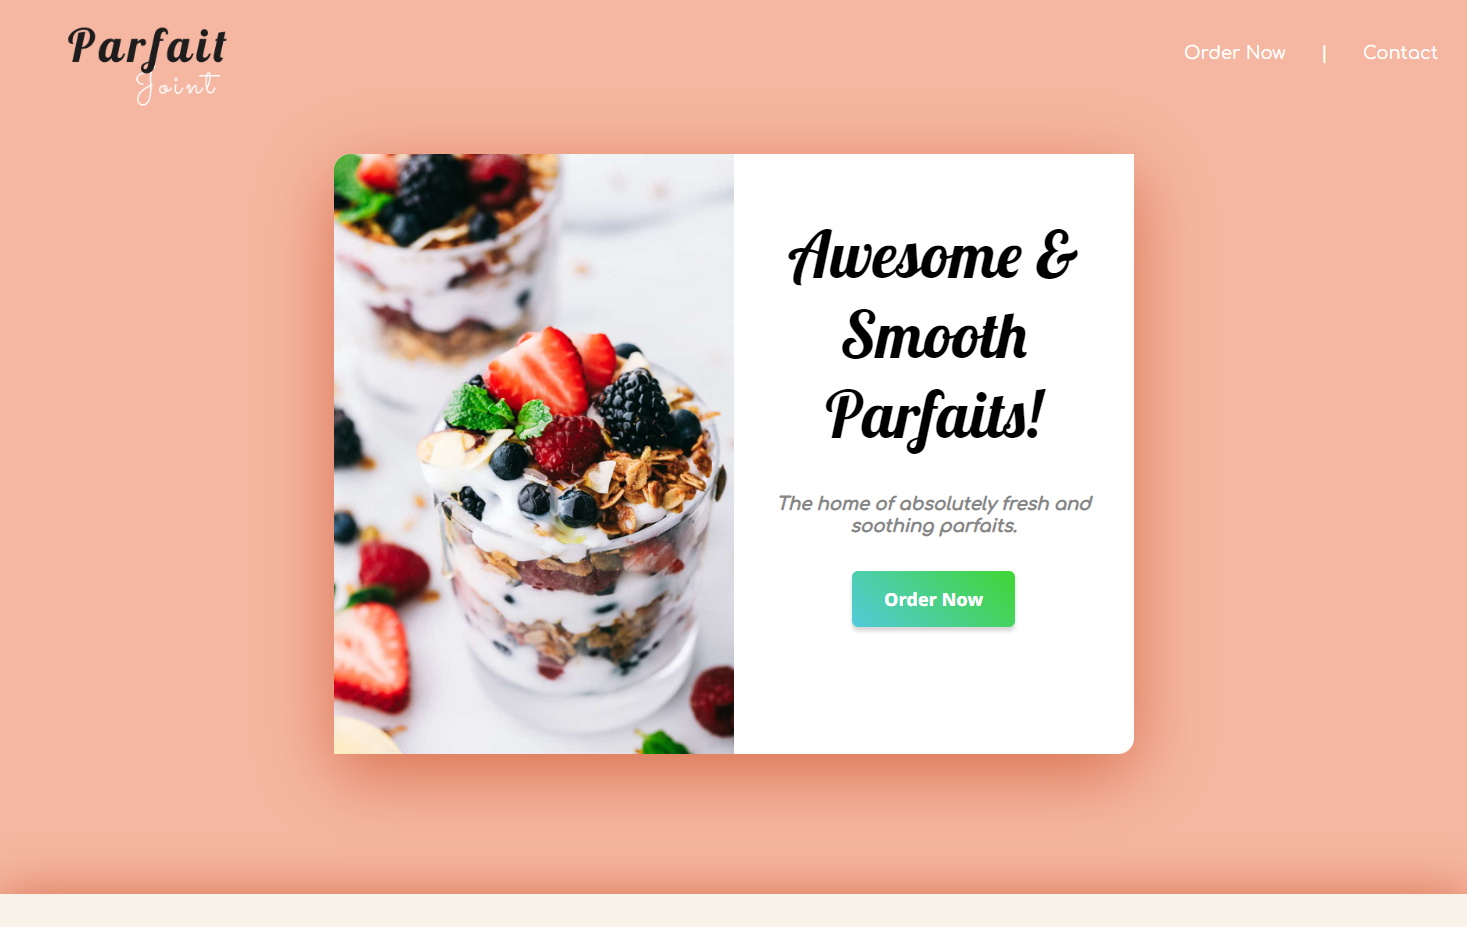 Parfait
Joint
Order Now | Contact
Awesome &
Smooth
Parfaits!
The home of absolutely fresh and
soothing parfaits.
Order Now